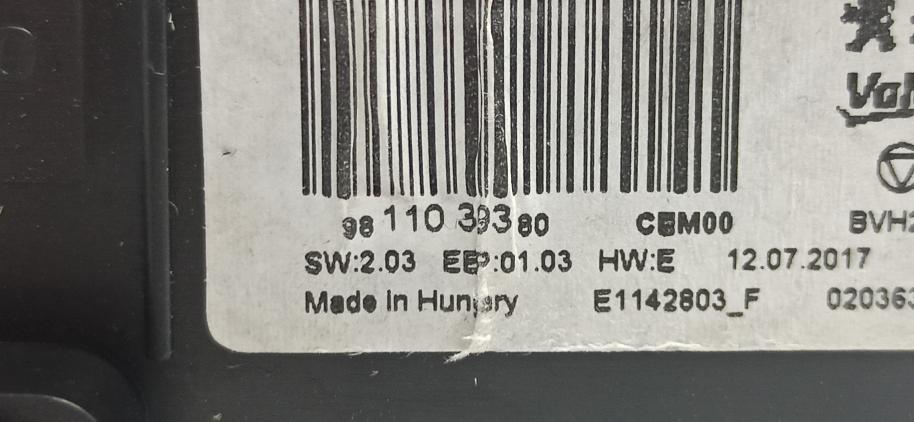 98 110 393 80 CBM00 BVH2
SW:2.03 EEP:01.03 HW:E 12.07.2017
Made in Hungary E1142803_F 020363